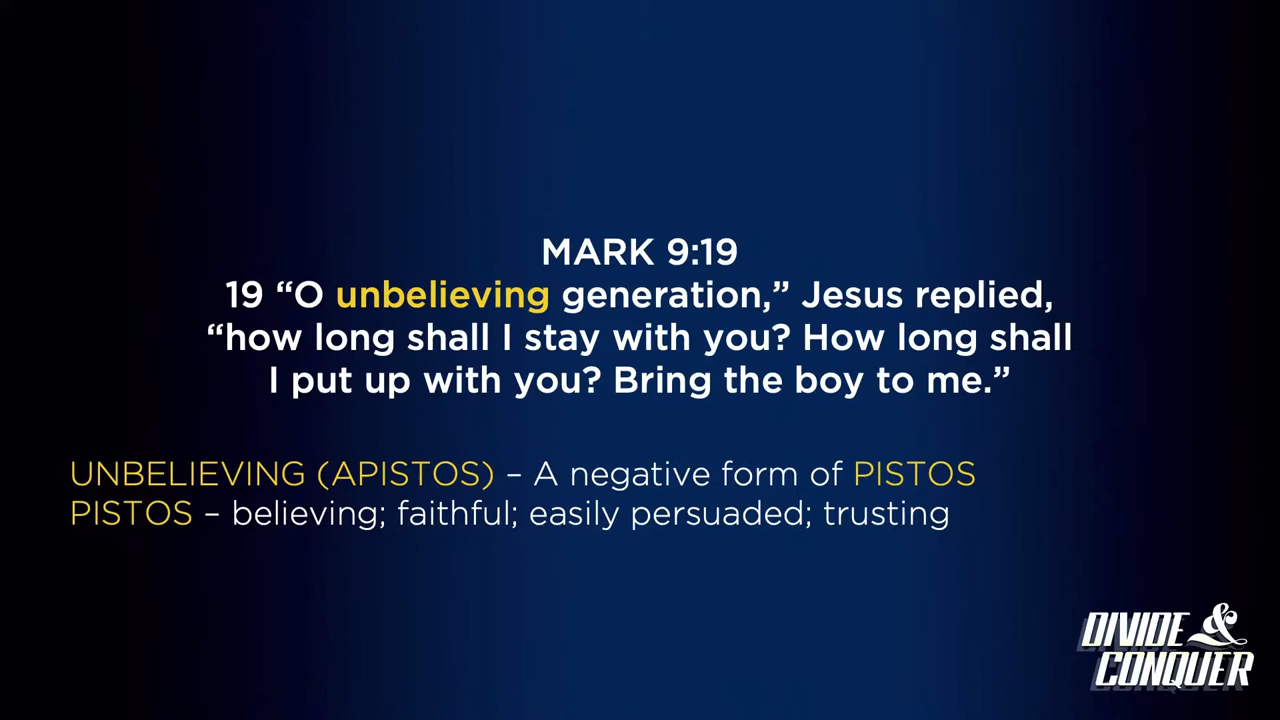 MARK 9:19
19 “O unbelieving generation,” Jesus replied,
“how long shall I stay with you? How long shall
I put up with you? Bring the boy to me.”
UNBELIEVING (APISTOS) – A negative form of PISTOS
PISTOS – believing; faithful; easily persuaded; trusting
DIVIDE &
CONQUER